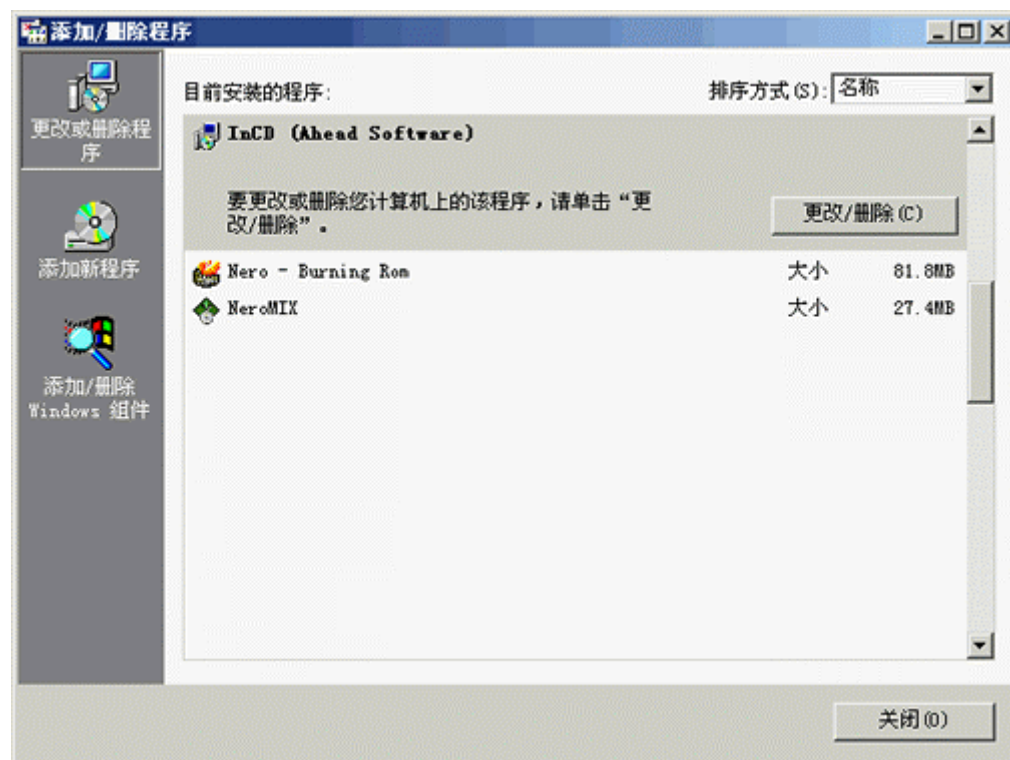 添加/删除程序
更改或删除程
序
添加新程序
添加/删除
Windows 组件
目前安装的程序:
排序方式(S):
名称
InCD (Ahead Software)
要更改或删除您计算机上的该程序，请单击“更
改/删除”。
更改/删除(C)
Nero - Burning Rom 大小 81.8MB
NeroMIX 大小 27.4MB
关闭(O)